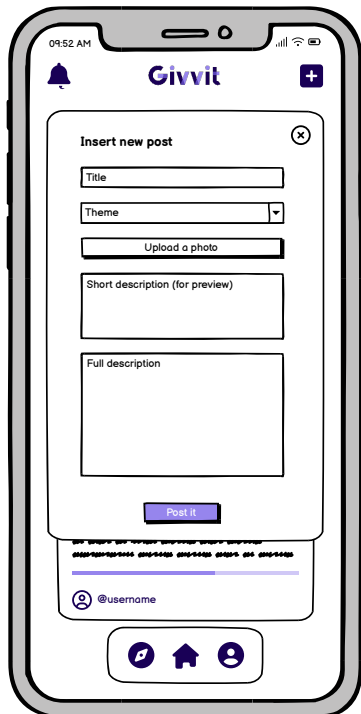 09:52 AM
Givvit
Insert new post
Title
Theme
Upload a photo
Short description (for preview)
Full description
Post it
@username